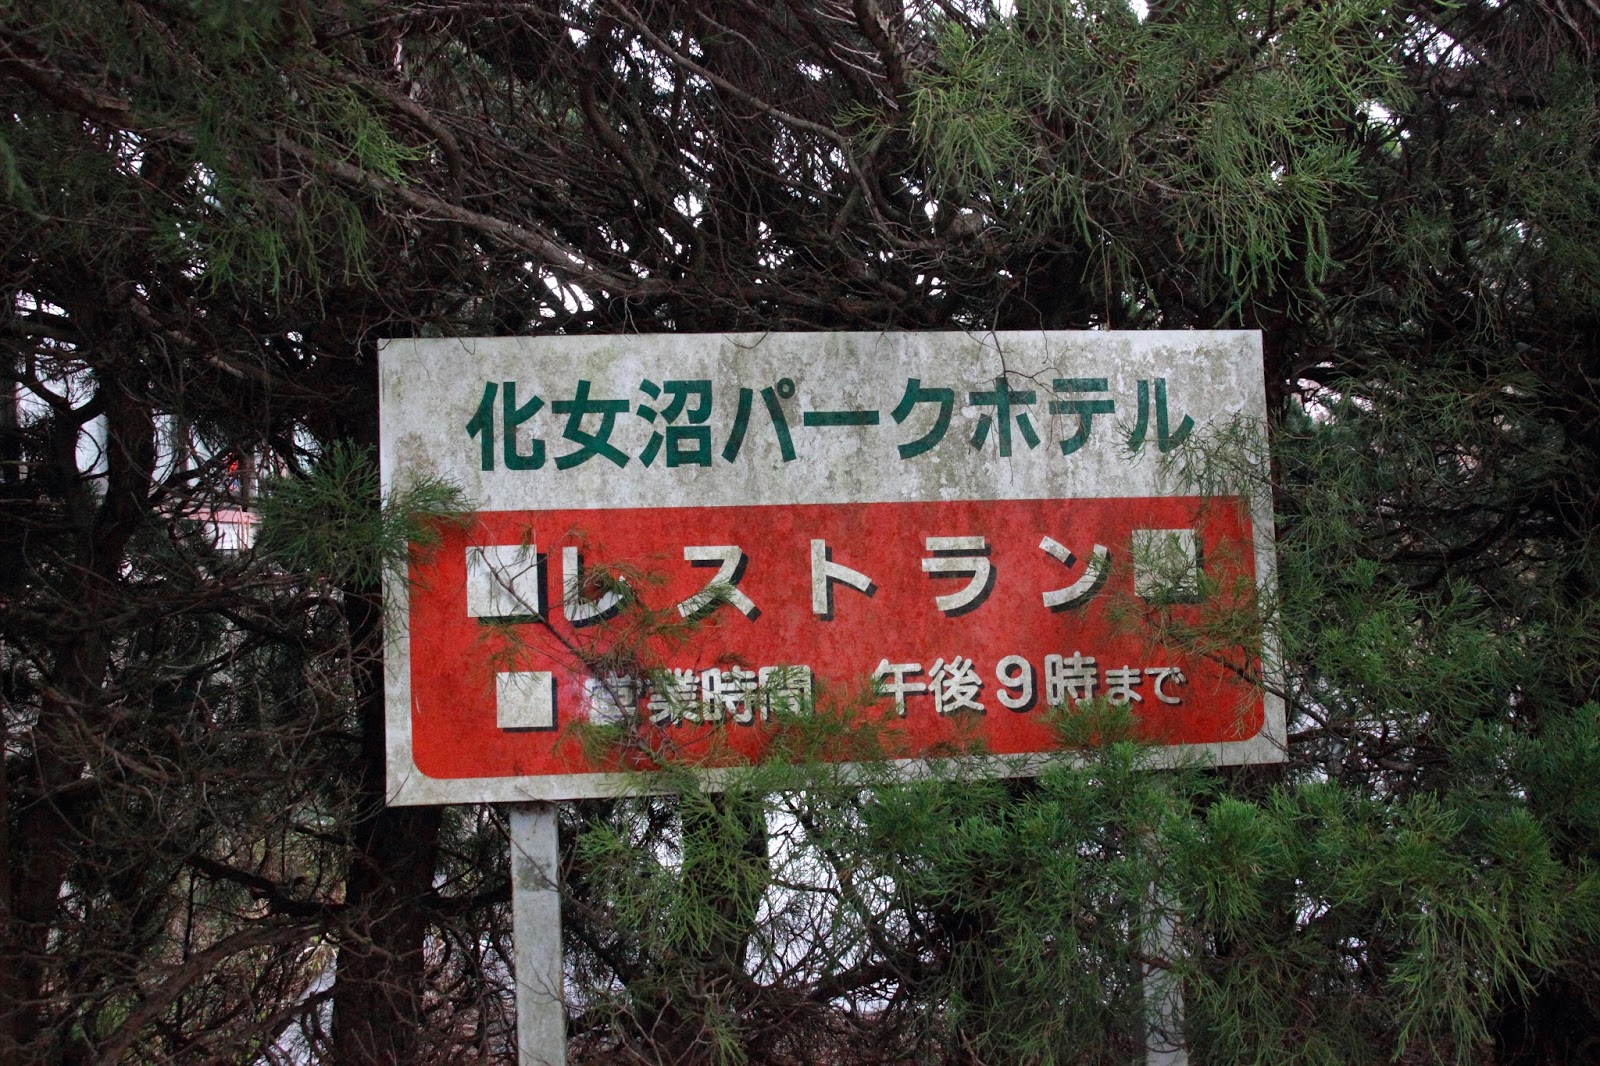 化女沼パークホテル
■レストラン■
■営業時間 午後9時まで